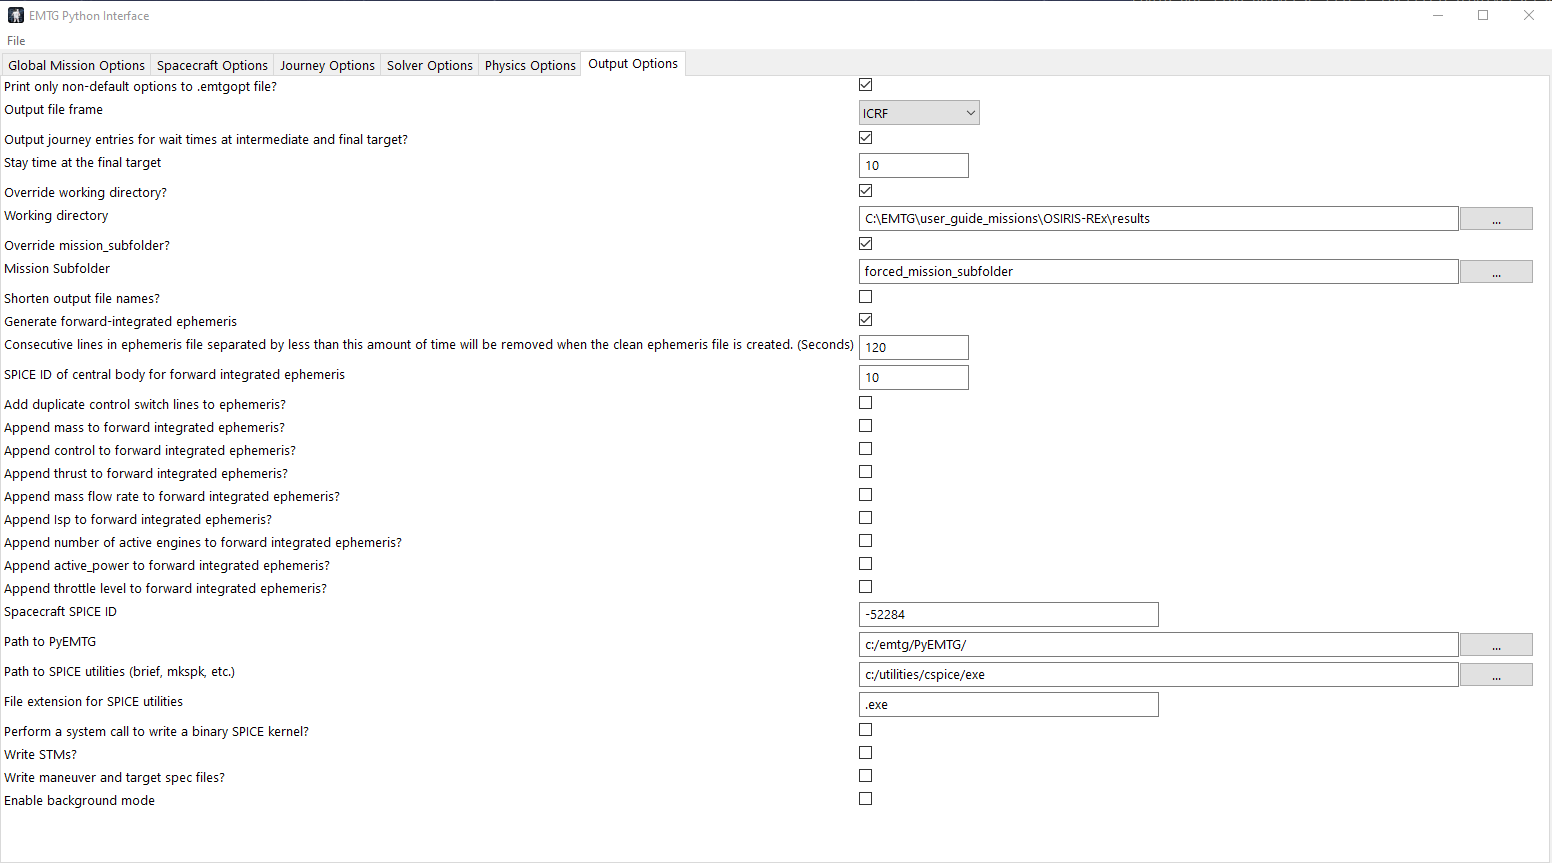 EMTG Python Interface
File
Global Mission Options Spacecraft Options Journey Options Solver Options Physics Options Output Options
Print only non-default options to .emtgopt file?
Output file frame ICRF
Output journey entries for wait times at intermediate and final target?
Stay time at the final target 10
Override working directory?
Working directory C:\EMTG\user_guide_missions\OSIRIS-REx\results ...
Override mission_subfolder?
Mission Subfolder forced_mission_subfolder ...
Shorten output file names?
Generate forward-integrated ephemeris
Consecutive lines in ephemeris file separated by less than this amount of time will be removed when the clean ephemeris file is created. (Seconds) 120
SPICE ID of central body for forward integrated ephemeris 10
Add duplicate control switch lines to ephemeris?
Append mass to forward integrated ephemeris?
Append control to forward integrated ephemeris?
Append thrust to forward integrated ephemeris?
Append mass flow rate to forward integrated ephemeris?
Append Isp to forward integrated ephemeris?
Append number of active engines to forward integrated ephemeris?
Append active_power to forward integrated ephemeris?
Append throttle level to forward integrated ephemeris?
Spacecraft SPICE ID -52284
Path to PyEMTG c:/emtg/PyEMTG/ ...
Path to SPICE utilities (brief, mkspk, etc.) c:/utilities/cspice/exe ...
File extension for SPICE utilities .exe
Perform a system call to write a binary SPICE kernel?
Write STMs?
Write maneuver and target spec files?
Enable background mode